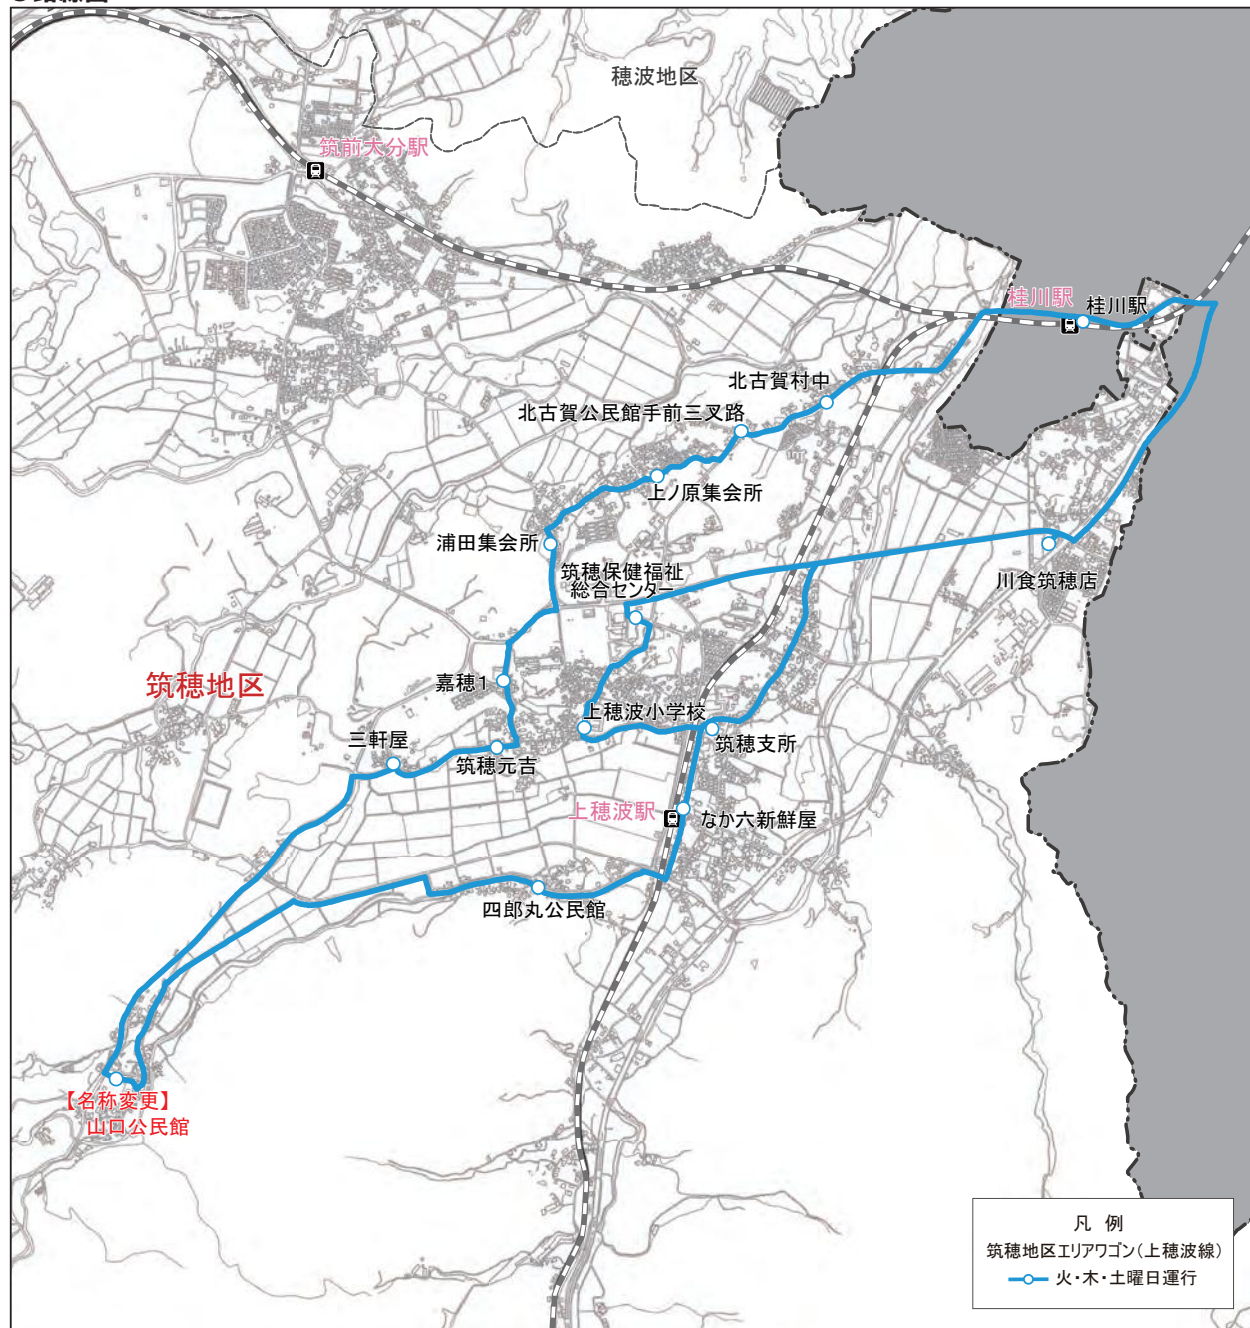 穂波地区
筑前大分駅
桂川駅
桂川駅
北古賀村中
北古賀公民館手前三叉路
上ノ原集会所
浦田集会所
筑穂保健福祉
総合センター
川食筑穂店
筑穂地区
嘉穂1
上穂波小学校
三軒屋
筑穂元吉
筑穂支所
上穂波駅
なか六新鮮屋
四郎丸公民館
【名称変更】
山口公民館
凡 例
筑穂地区エリアワゴン(上穂波線)
火・木・土曜日運行